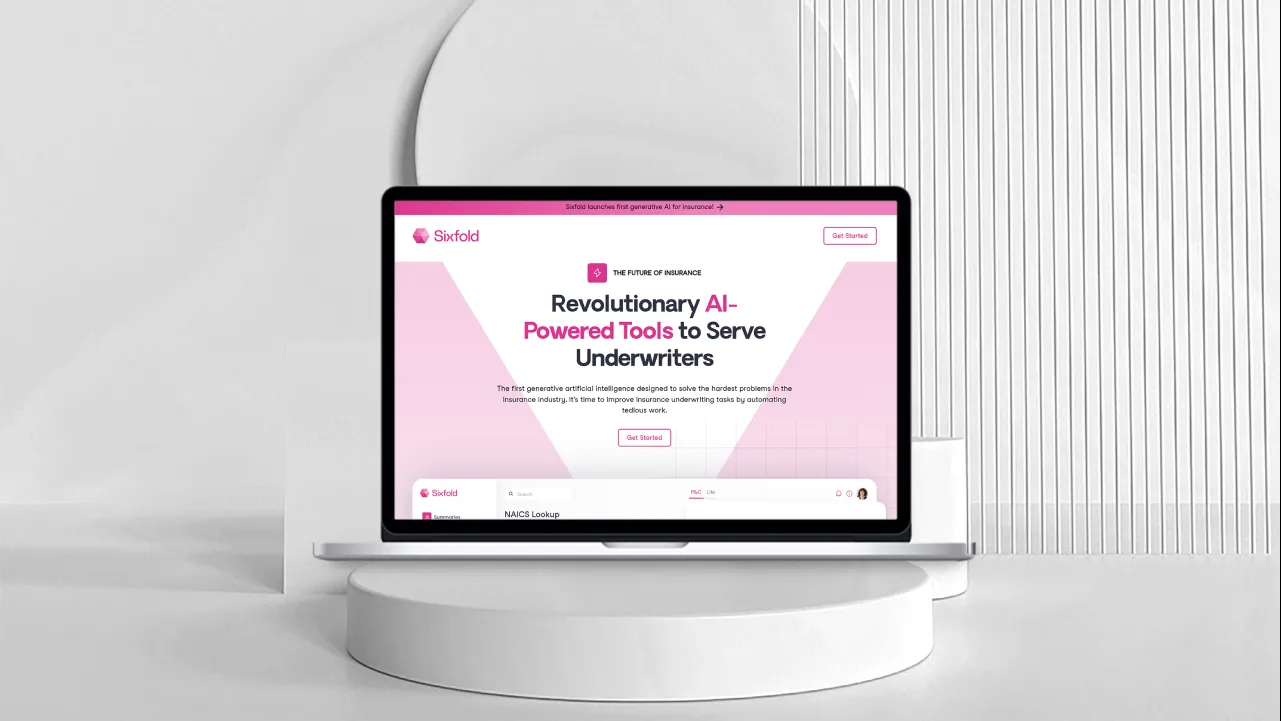 Sixfold launches first generative AI for insurance! →
Sixfold
Get Started
THE FUTURE OF INSURANCE
Revolutionary AI-
Powered Tools to Serve
Underwriters
The first generative artificial intelligence designed to solve the hardest problems in the
insurance industry. It's time to improve insurance underwriting tasks by automating
tedious work.
Get Started
Sixfold
Search
P&C
Life
Summaries
NAICS Lookup